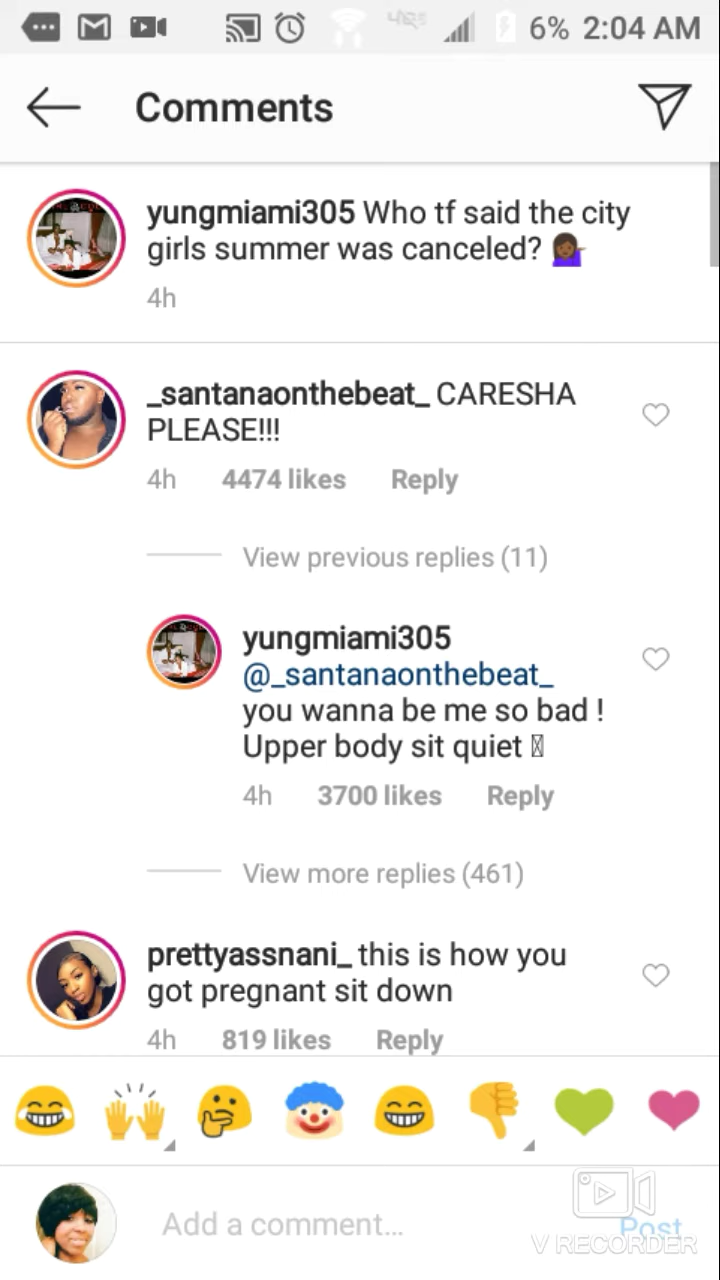 6% 2:04 AM
Comments
yungmiami305 Who tf said the city
girls summer was canceled? 💁🏾‍♀️
4h
_santanaonthebeat_ CARESHA
PLEASE!!!
4h 4474 likes Reply
View previous replies (11)
yungmiami305
@_santanaonthebeat_
you wanna be me so bad !
Upper body sit quiet
4h 3700 likes Reply
View more replies (461)
prettyassnani_ this is how you
got pregnant sit down
4h 819 likes Reply
Add a comment...
Post
V RECORDER